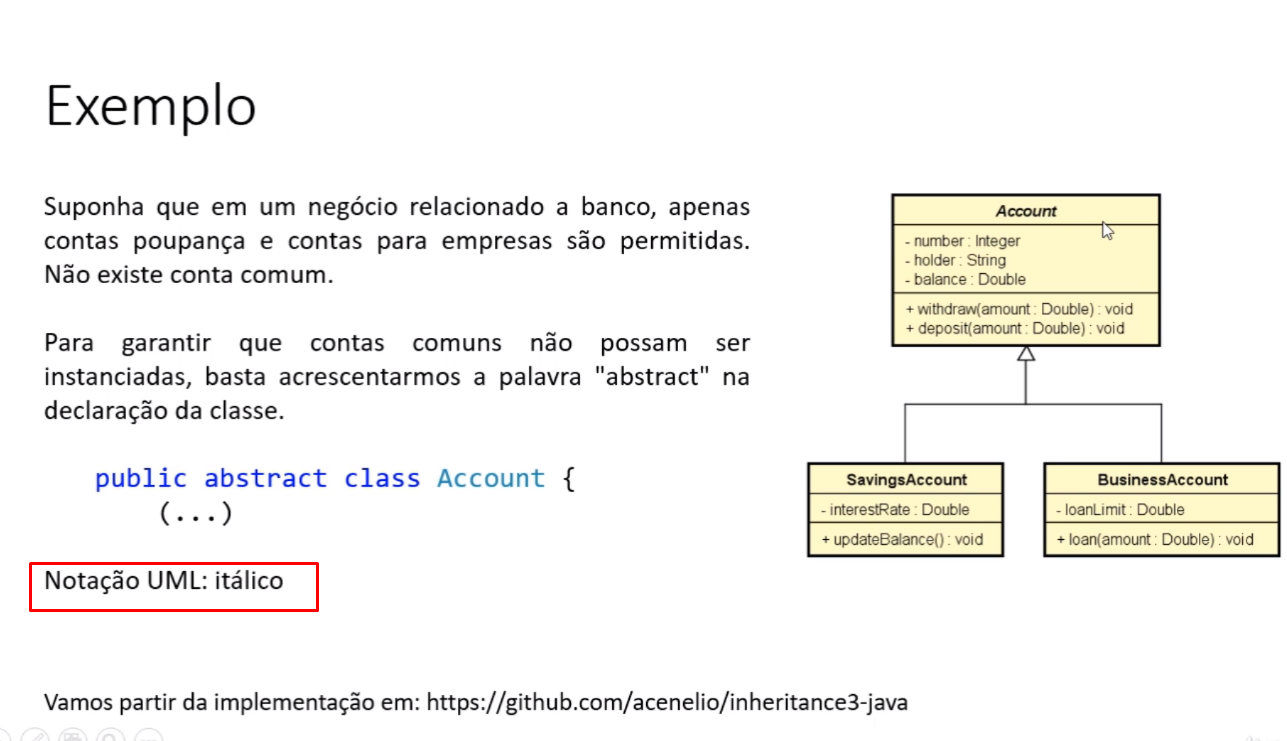 Exemplo
Suponha que em um negócio relacionado a banco, apenas
contas poupança e contas para empresas são permitidas.
Não existe conta comum.
Para garantir que contas comuns não possam ser
instanciadas, basta acrescentarmos a palavra "abstract" na
declaração da classe.
public abstract class Account {
(...)
Notação UML: itálico
Vamos partir da implementação em: https://github.com/acenelio/inheritance3-java
Account
- number : Integer
- holder : String
- balance : Double
+ withdraw(amount : Double) : void
+ deposit(amount : Double) : void
SavingsAccount
- interestRate : Double
+ updateBalance() : void
BusinessAccount
- loanLimit : Double
+ loan(amount : Double) : void